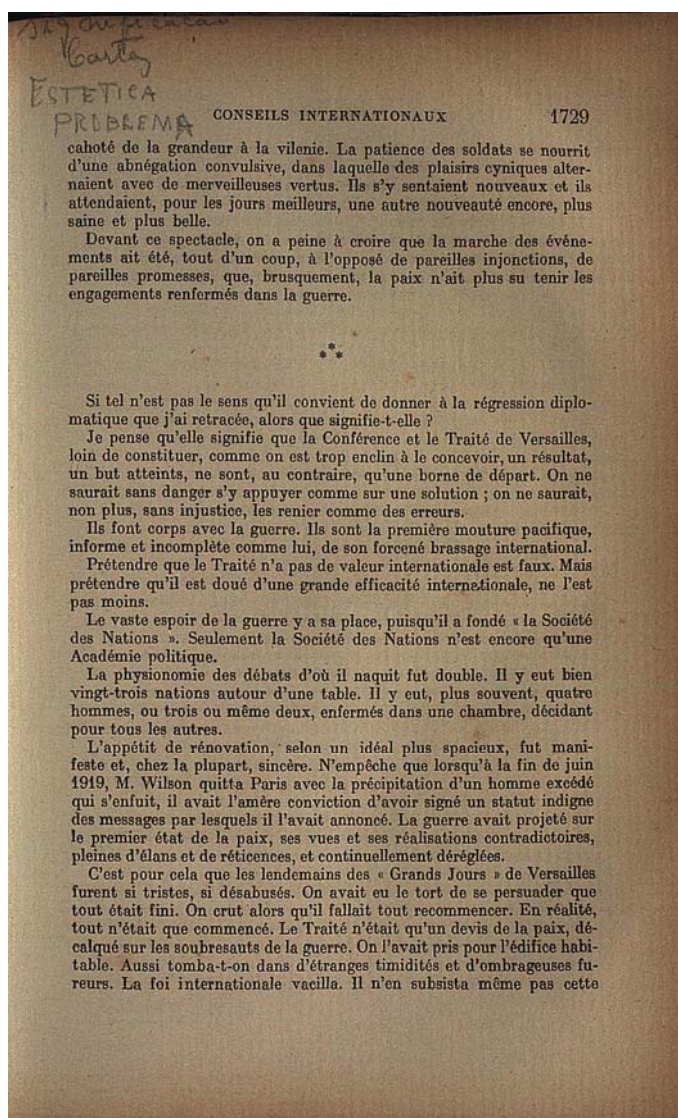 significação
ESTETICA
PROBLEMA
CONSEILS INTERNATIONAUX 1729
cahoté de la grandeur à la vilenie. La patience des soldats se nourrit
d'une abnégation convulsive, dans laquelle des plaisirs cyniques alter-
naient avec de merveilleuses vertus. Ils s'y sentaient nouveaux et ils
attendaient, pour les jours meilleurs, une autre nouveauté encore, plus
saine et plus belle.
Devant ce spectacle, on a peine à croire que la marche des événe-
ments ait été, tout d'un coup, à l'opposé de pareilles injonctions, de
pareilles promesses, que, brusquement, la paix n'ait plus su tenir les
engagements renfermés dans la guerre.
***
Si tel n'est pas le sens qu'il convient de donner à la régression diplo-
matique que j'ai retracée, alors que signifie-t-elle ?
Je pense qu'elle signifie que la Conférence et le Traité de Versailles,
loin de constituer, comme on est trop enclin à le concevoir, un résultat,
un but atteints, ne sont, au contraire, qu'une borne de départ. On ne
saurait sans danger s'y appuyer comme sur une solution ; on ne saurait,
non plus, sans injustice, les renier comme des erreurs.
Ils font corps avec la guerre. Ils sont la première mouture pacifique,
informe et incomplète comme lui, de son forcené brassage international.
Prétendre que le Traité n'a pas de valeur internationale est faux. Mais
prétendre qu'il est doué d'une grande efficacité internationale, ne l'est
pas moins.
Le vaste espoir de la guerre y a sa place, puisqu'il a fondé « la Société
des Nations ». Seulement la Société des Nations n'est encore qu'une
Académie politique.
La physionomie des débats d'où il naquit fut double. Il y eut bien
vingt-trois nations autour d'une table. Il y eut, plus souvent, quatre
hommes, ou trois ou même deux, enfermés dans une chambre, décidant
pour tous les autres.
L'appétit de rénovation, selon un idéal plus spacieux, fut mani-
feste et, chez la plupart, sincère. N'empêche que lorsqu'à la fin de juin
1919, M. Wilson quitta Paris avec la précipitation d'un homme excédé
qui s'enfuit, il avait l'amère conviction d'avoir signé un statut indigne
des messages par lesquels il l'avait annoncé. La guerre avait projeté sur
le premier état de la paix, ses vues et ses réalisations contradictoires,
pleines d'élans et de réticences, et continuellement déréglées.
C'est pour cela que les lendemains des « Grands Jours » de Versailles
furent si tristes, si désabusés. On avait eu le tort de se persuader que
tout était fini. On crut alors qu'il fallait tout recommencer. En réalité,
tout n'était que commencé. Le Traité n'était qu'un devis de la paix, dé-
calqué sur les soubresauts de la guerre. On l'avait pris pour l'édifice habi-
table. Aussi tomba-t-on dans d'étranges timidités et d'ombrageuses fu-
reurs. La foi internationale vacilla. Il n'en subsista même pas cette